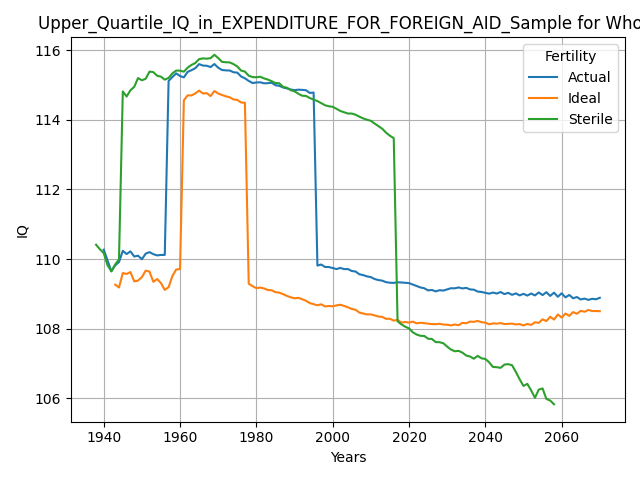 Upper_Quartile_IQ_in_EXPENDITURE_FOR_FOREIGN_AID_Sample for Who
Fertility
Actual
Ideal
Sterile
116
114
112
110
108
106
IQ
1940
1960
1980
2000
2020
2040
2060
Years